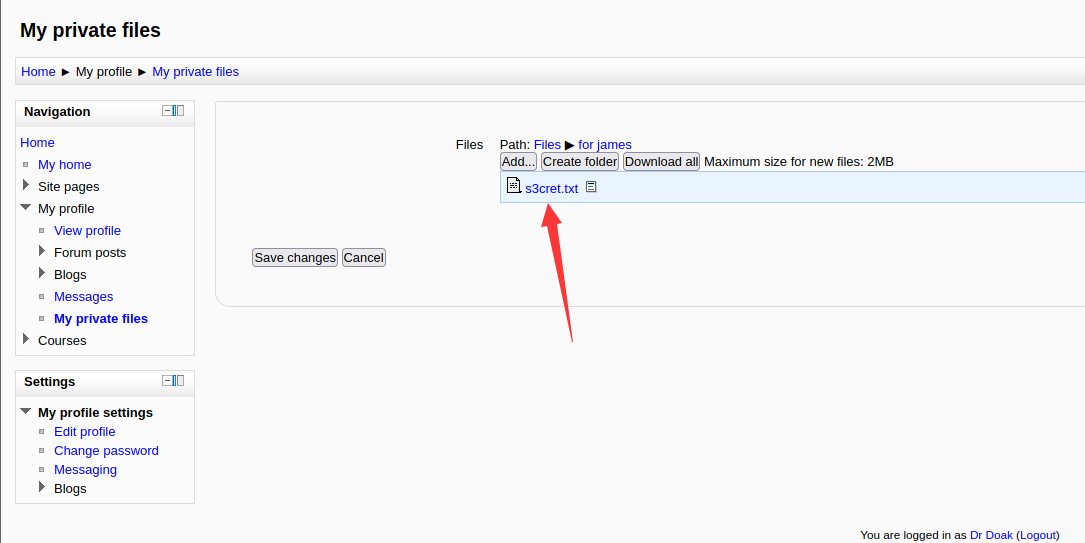 My private files
Home ► My profile ► My private files
Navigation
Home
My home
Site pages
My profile
View profile
Forum posts
Blogs
Messages
My private files
Courses
Settings
My profile settings
Edit profile
Change password
Messaging
Blogs
Files
Path: Files ▶ for james
Add... Create folder Download all Maximum size for new files: 2MB
s3cret.txt
Save changes Cancel
You are logged in as Dr Doak (Logout)